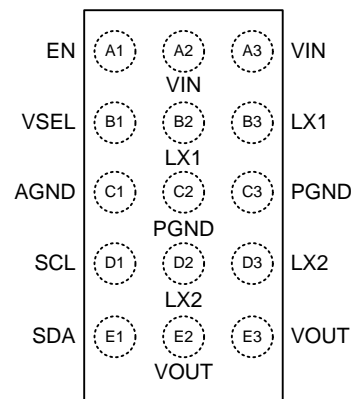 EN A1 A2 A3 VIN
VIN
VSEL B1 B2 B3 LX1
LX1
AGND C1 C2 C3 PGND
PGND
SCL D1 D2 D3 LX2
LX2
SDA E1 E2 E3 VOUT
VOUT